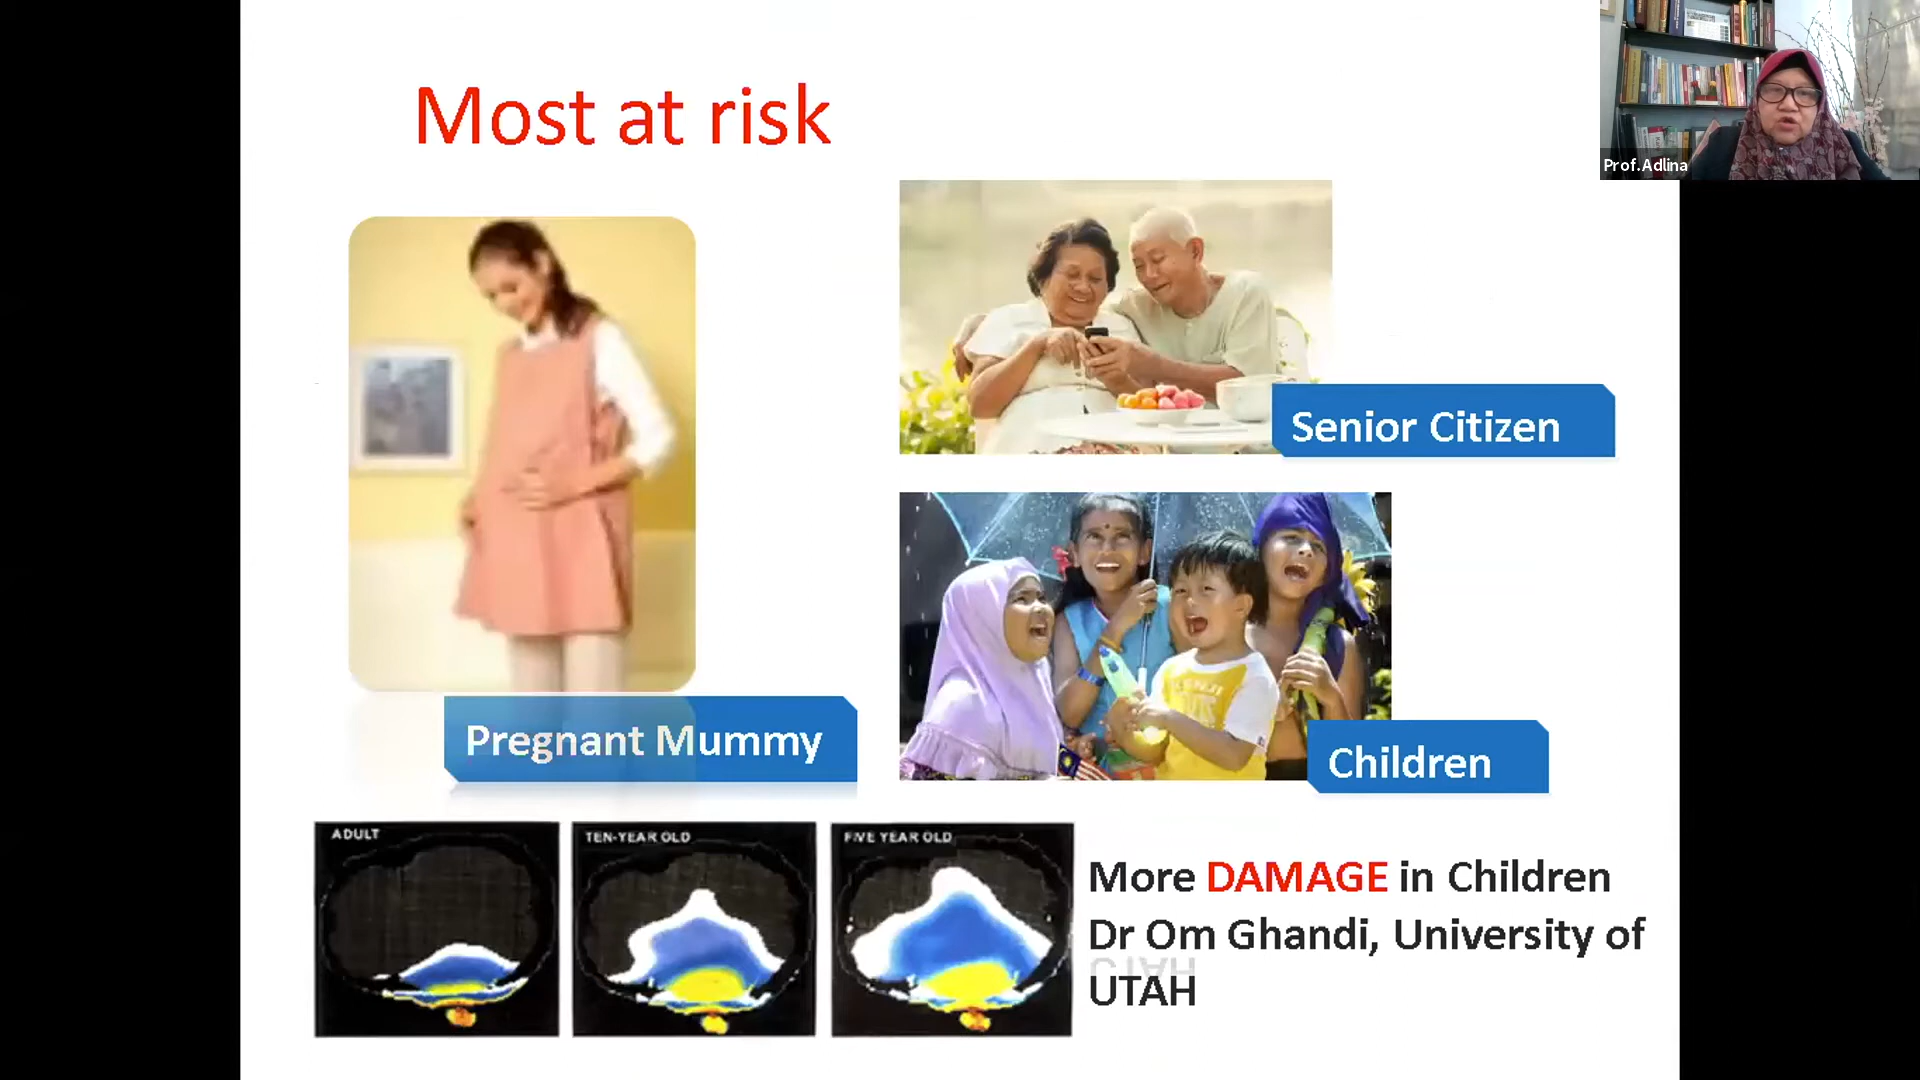 Most at risk
Prof. Adlina
Senior Citizen
Pregnant Mummy
Children
ADULT
TEN-YEAR OLD
FIVE YEAR OLD
More DAMAGE in Children
Dr Om Ghandi, University of
UTAH